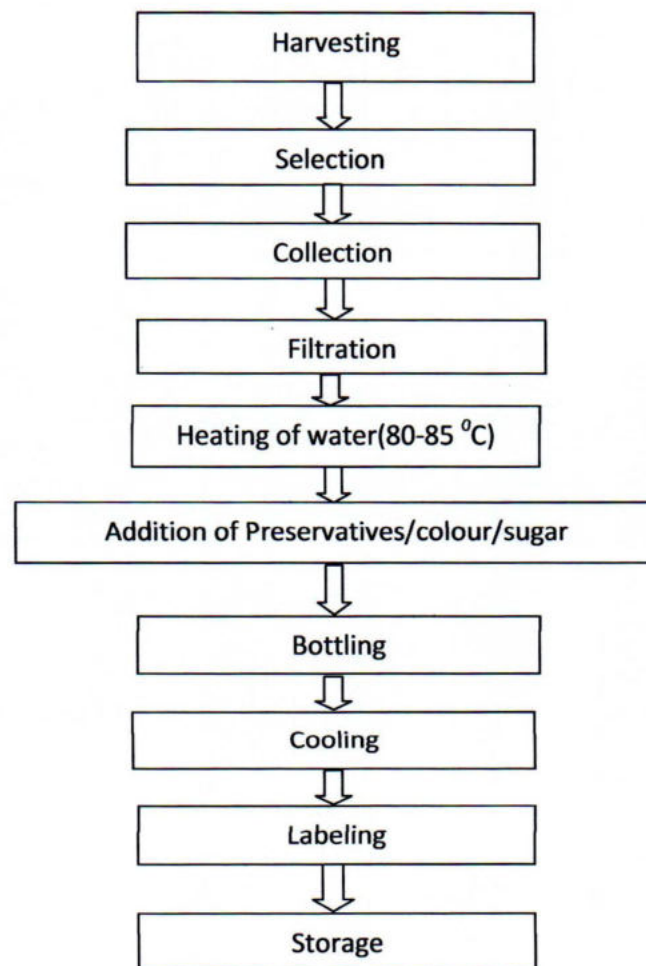 Harvesting
Selection
Collection
Filtration
Heating of water(80-85 ⁰C)
Addition of Preservatives/colour/sugar
Bottling
Cooling
Labeling
Storage